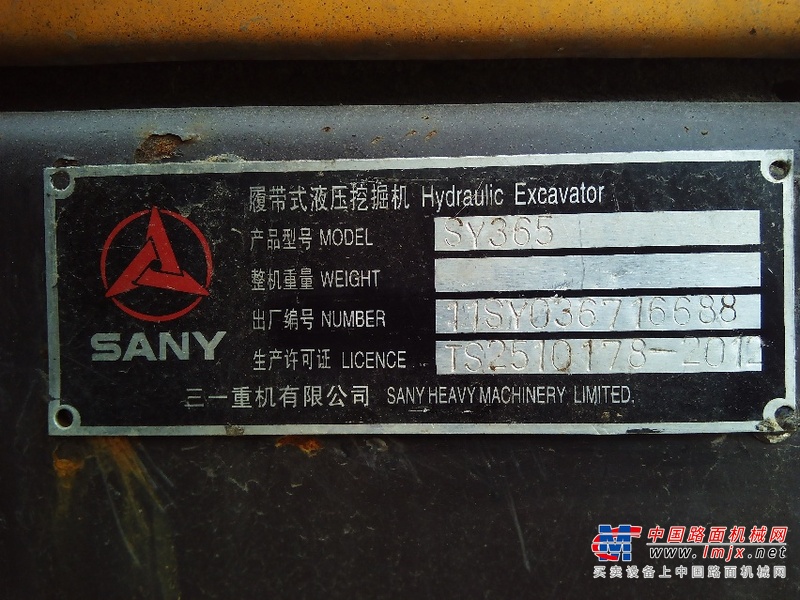 履带式液压挖掘机 Hydraulic Excavator
产品型号 MODEL SY365
整机重量 WEIGHT
出厂编号 NUMBER 11SY036716688
生产许可证 LICENCE
SANY
三一重机有限公司 SANY HEAVY MACHINERY LIMITED.
中国路面机械网
www.lmjx.net
买卖设备上中国路面机械网